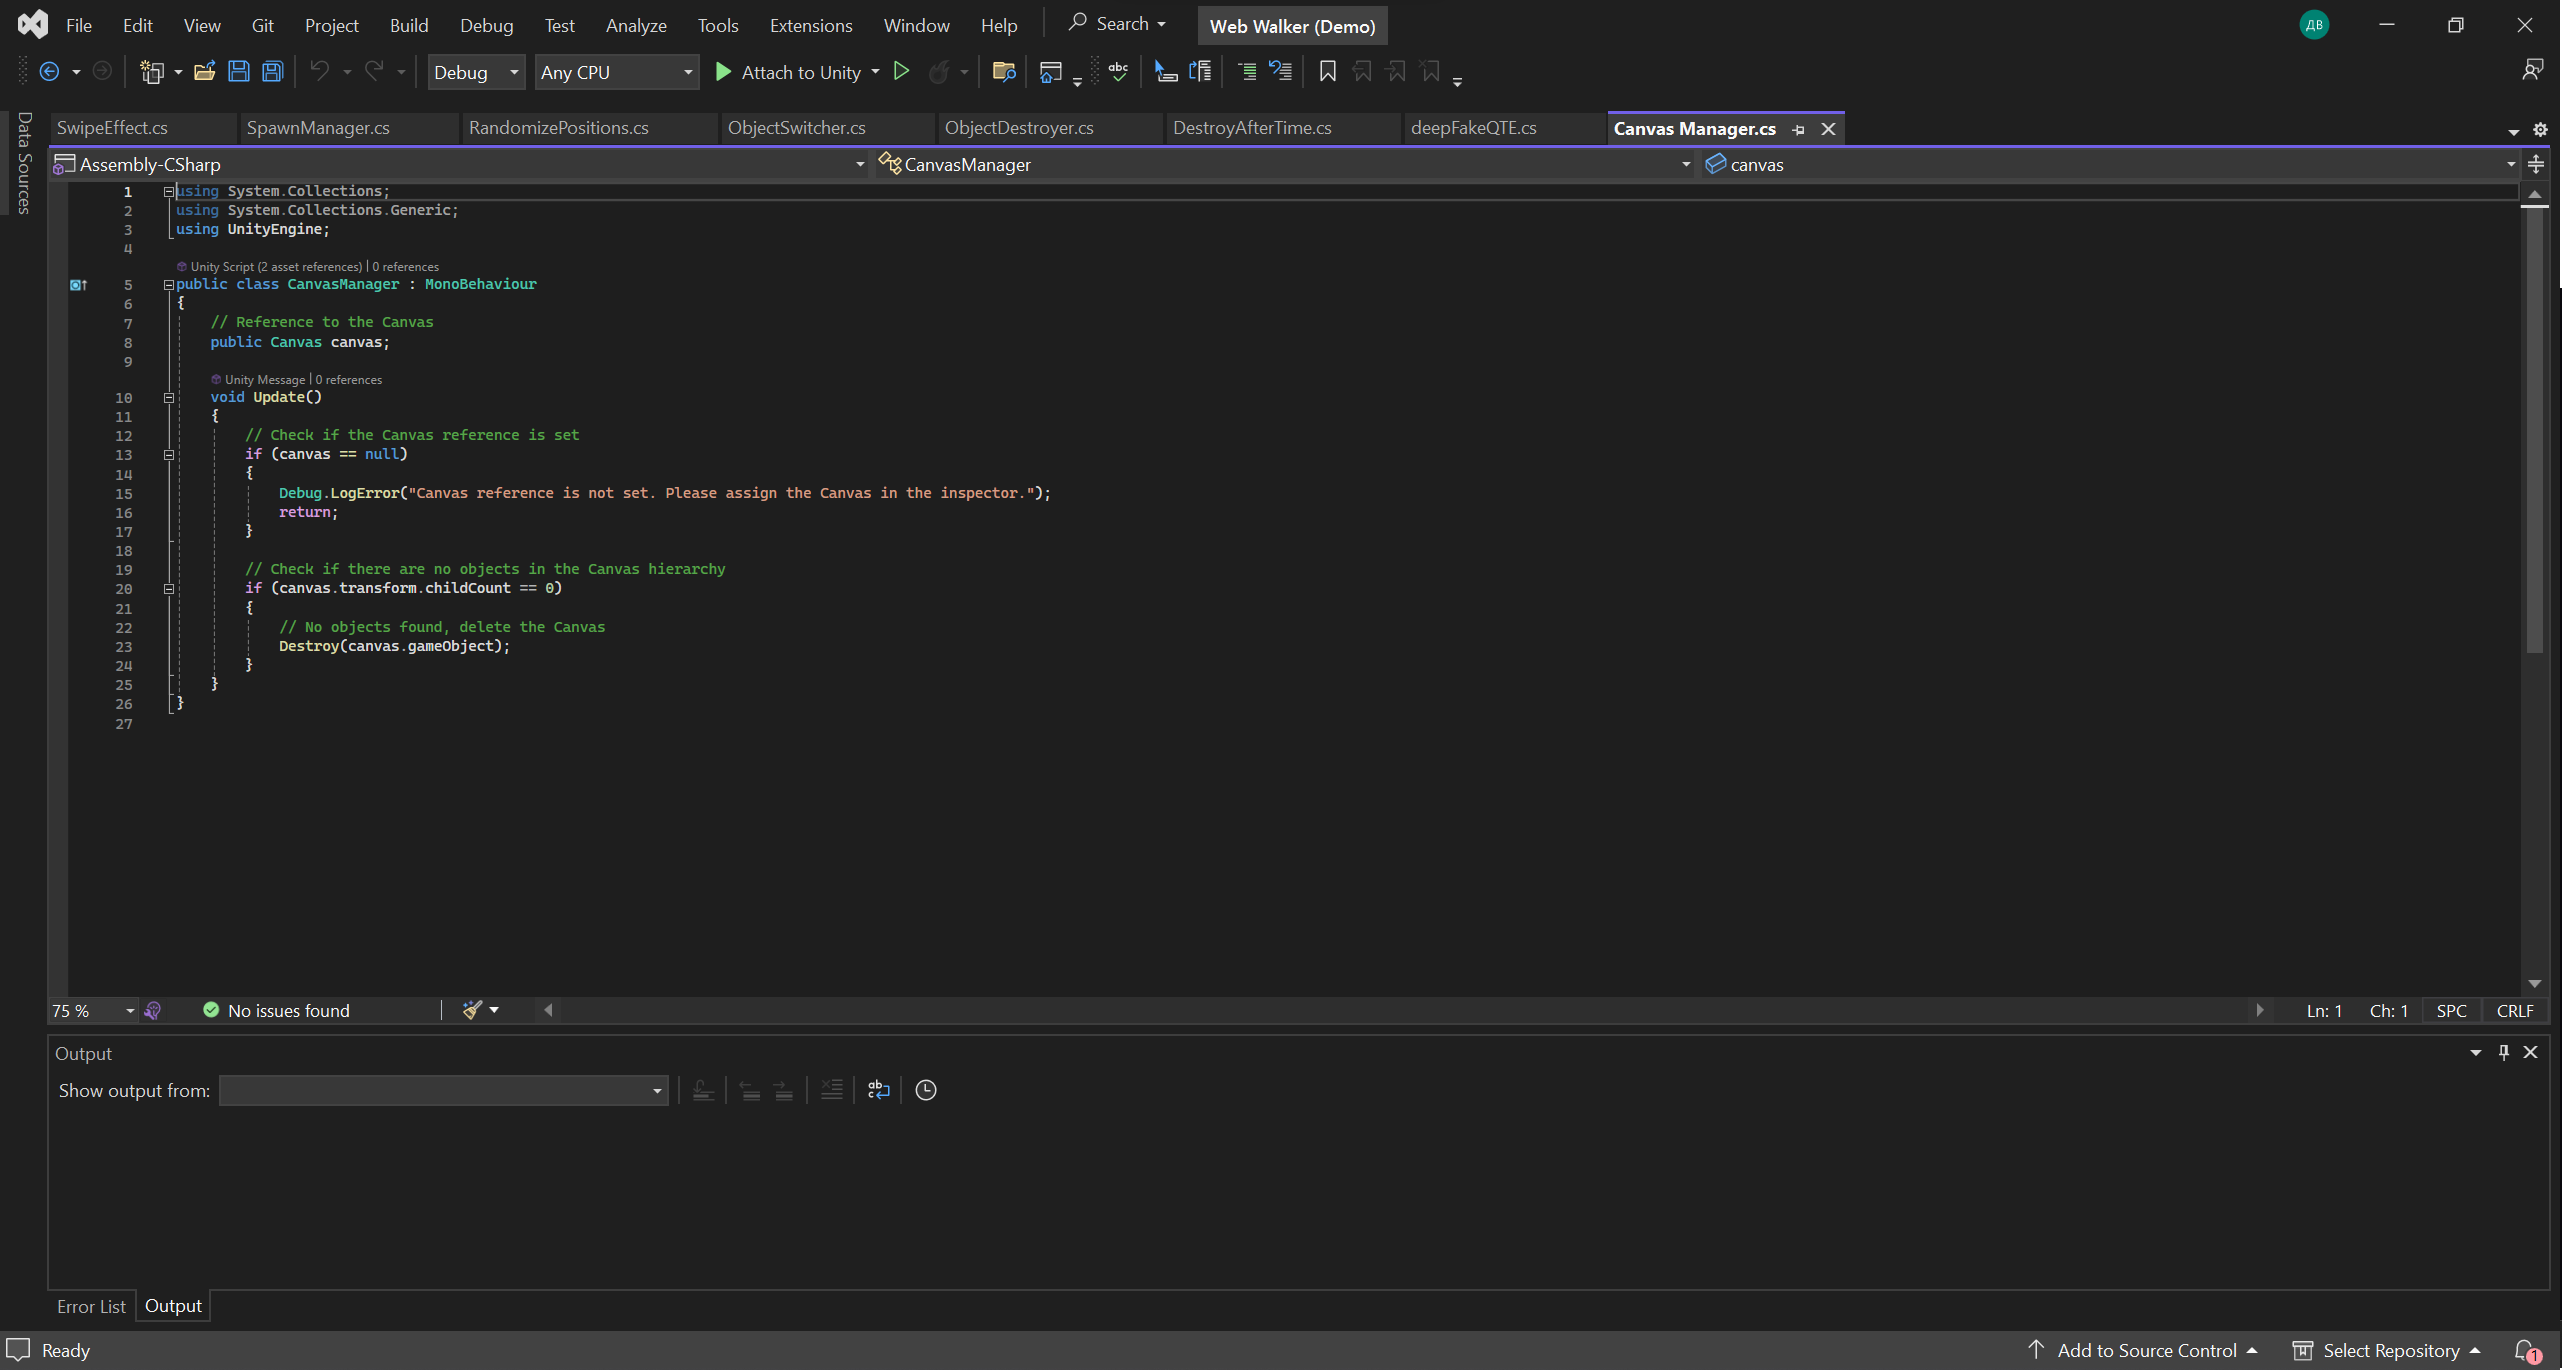 File Edit View Git Project Build Debug Test Analyze Tools Extensions Window Help Search Web Walker (Demo) ДВ
Debug Any CPU Attach to Unity abc
Data Sources
SwipeEffect.cs SpawnManager.cs RandomizePositions.cs ObjectSwitcher.cs ObjectDestroyer.cs DestroyAfterTime.cs deepFakeQTE.cs Canvas Manager.cs
Assembly-CSharp CanvasManager canvas
1 using System.Collections;
2 using System.Collections.Generic;
3 using UnityEngine;
4
Unity Script (2 asset references) | 0 references
5 public class CanvasManager : MonoBehaviour
6 {
7 // Reference to the Canvas
8 public Canvas canvas;
9
Unity Message | 0 references
10 void Update()
11 {
12 // Check if the Canvas reference is set
13 if (canvas == null)
14 {
15 Debug.LogError("Canvas reference is not set. Please assign the Canvas in the inspector.");
16 return;
17 }
18
19 // Check if there are no objects in the Canvas hierarchy
20 if (canvas.transform.childCount == 0)
21 {
22 // No objects found, delete the Canvas
23 Destroy(canvas.gameObject);
24 }
25 }
26 }
27
75 % No issues found Ln: 1 Ch: 1 SPC CRLF
Output
Show output from:
Error List Output
Ready Add to Source Control Select Repository 1